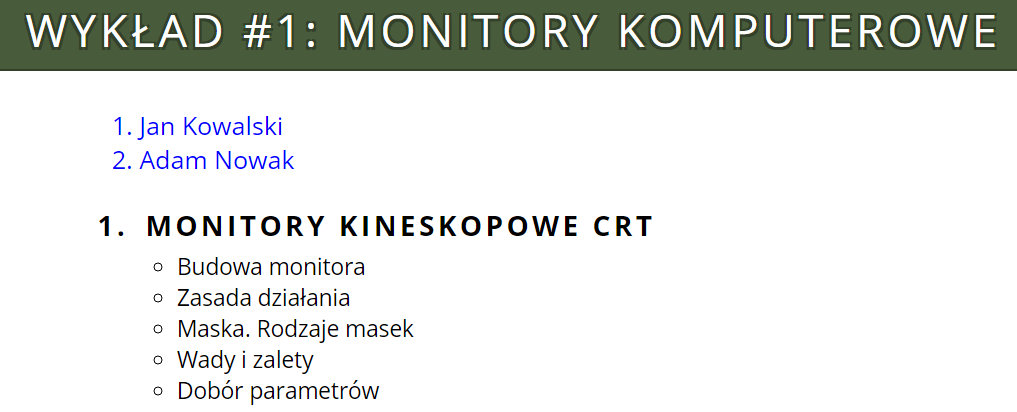 WYKŁAD #1: MONITORY KOMPUTEROWE
1. Jan Kowalski
2. Adam Nowak
1. MONITORY KINESKOPOWE CRT
Budowa monitora
Zasada działania
Maska. Rodzaje masek
Wady i zalety
Dobór parametrów